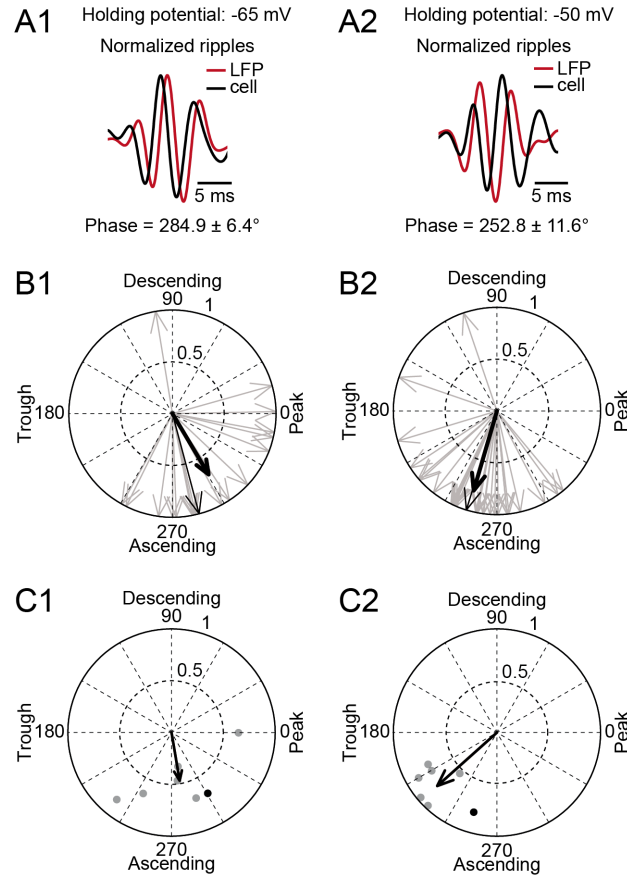 A1
Holding potential: -65 mV
Normalized ripples
LFP
cell
5 ms
Phase = 284.9 ± 6.4°
A2
Holding potential: -50 mV
Normalized ripples
LFP
cell
5 ms
Phase = 252.8 ± 11.6°
B1
Descending
90
1
0.5
Trough
180
0
Peak
270
Ascending
B2
Descending
90
1
0.5
Trough
180
0
Peak
270
Ascending
C1
Descending
90
1
0.5
Trough
180
0
Peak
270
Ascending
C2
Descending
90
1
0.5
Trough
180
0
Peak
270
Ascending